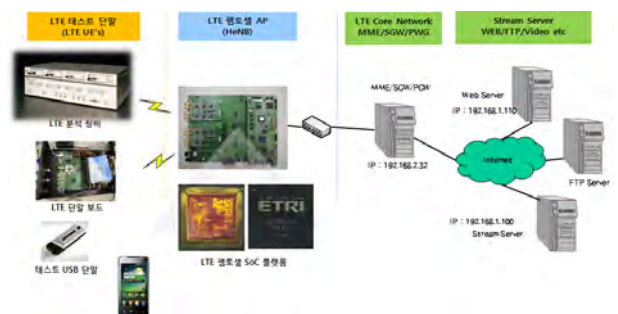 LTE 테스트 단말
(LTE UE's)
LTE 펨토셀 AP
(HeNB)
LTE Core Network
MME/SGW/PWG
Stream Server
WEB/FTP/Video etc
LTE 분석 장비
LTE 단말 보드
테스트 USB 단말
ETRI
LTE 펨토셀 SoC 플랫폼
MME/SGW/PGW
IP : 192.168.2.32
Web Server
IP : 192.168.1.110
Internet
FTP Server
IP : 192.168.1.100
Stream Server